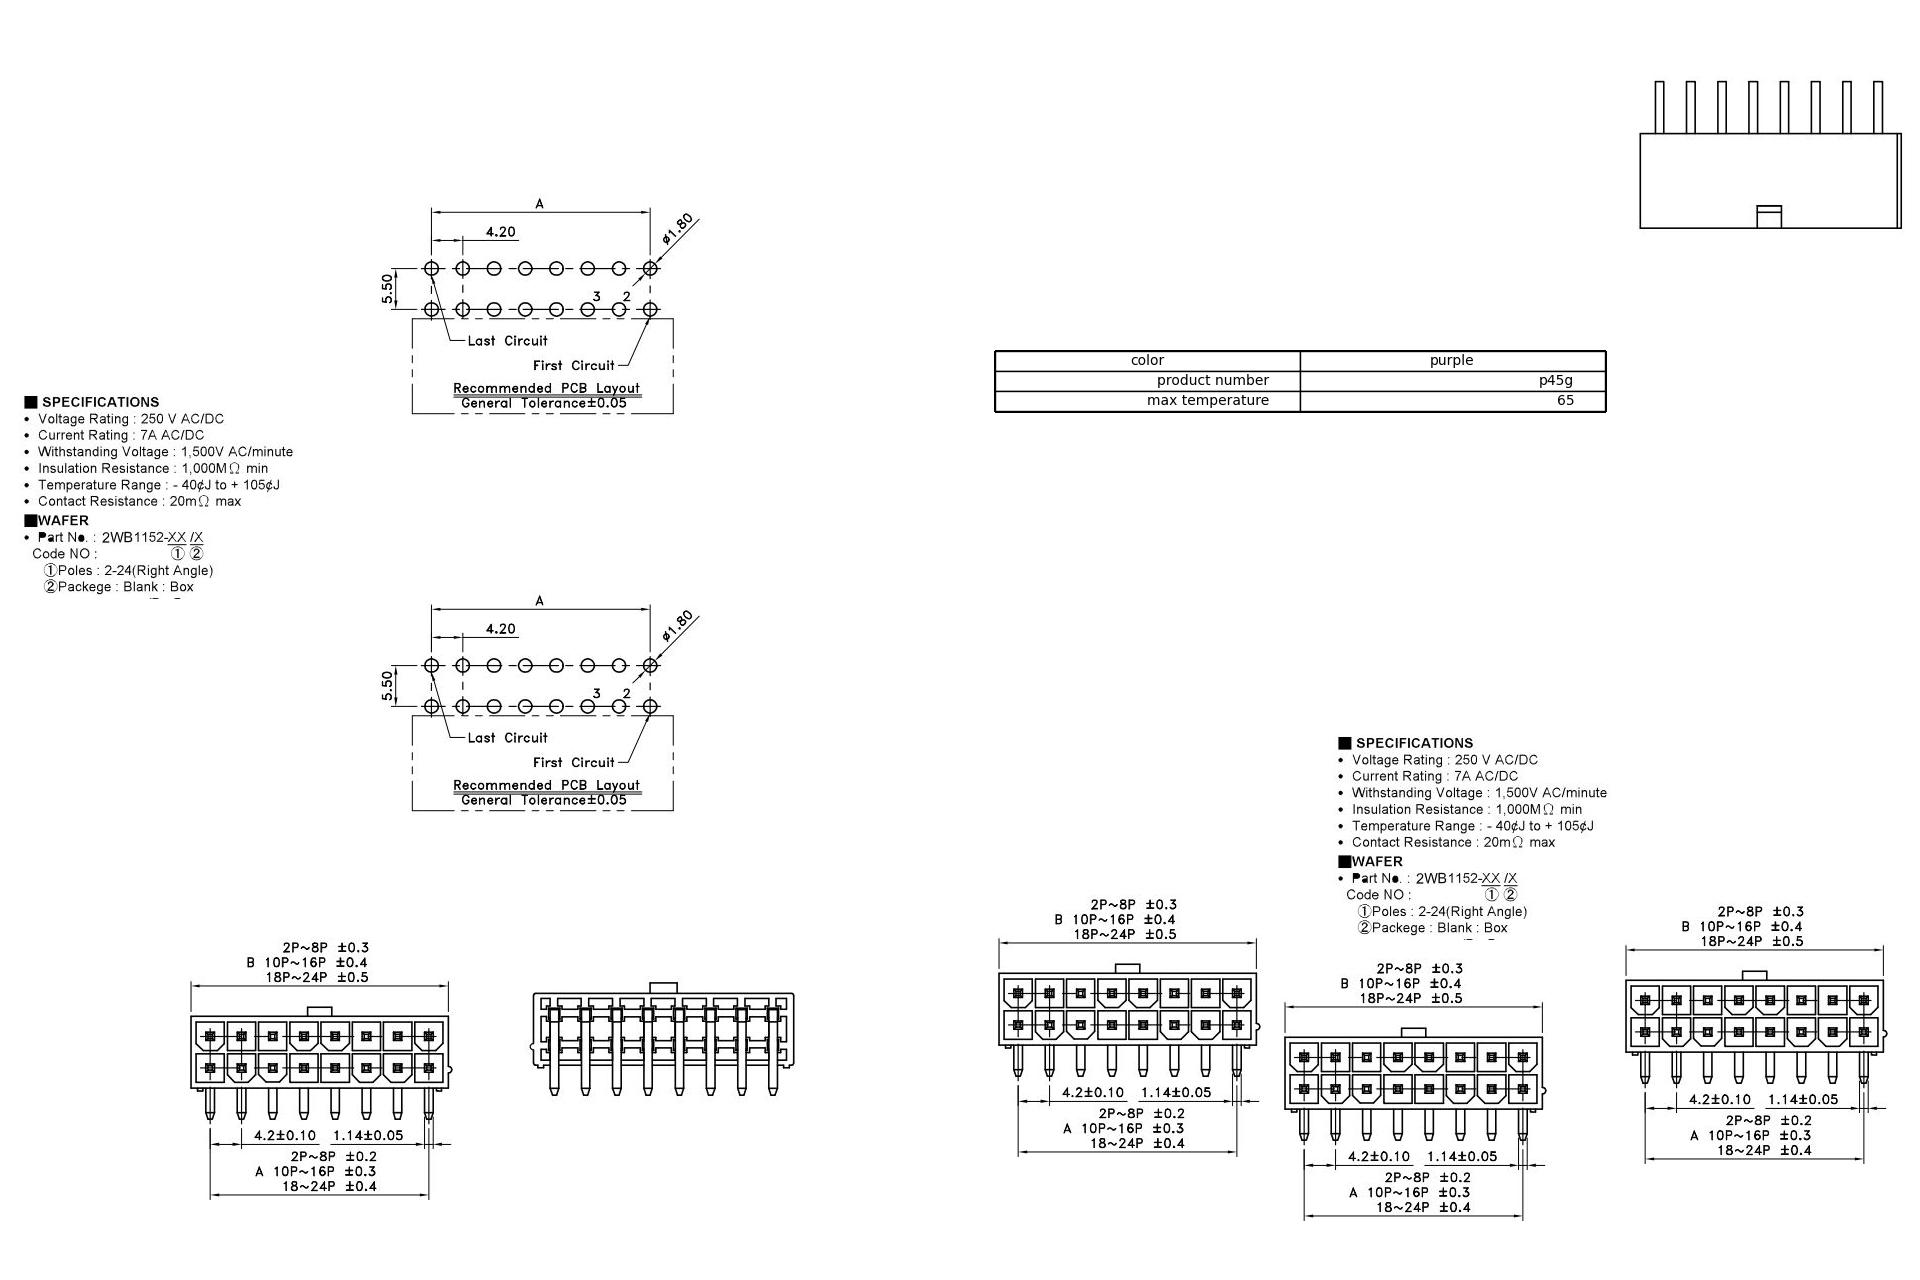 A
4.20
ø1.80
5.50
3 2
Last Circuit
First Circuit
Recommended PCB Layout
General Tolerance±0.05
color purple
product number p45g
max temperature 65
■ SPECIFICATIONS
• Voltage Rating : 250 V AC/DC
• Current Rating : 7A AC/DC
• Withstanding Voltage : 1,500V AC/minute
• Insulation Resistance : 1,000MΩ min
• Temperature Range : - 40¢J to + 105¢J
• Contact Resistance : 20mΩ max
■WAFER
• Part No. : 2WB1152-XX /X
Code NO : ① ②
①Poles : 2-24(Right Angle)
②Packege : Blank : Box
A
4.20
ø1.80
5.50
3 2
Last Circuit
First Circuit
Recommended PCB Layout
General Tolerance±0.05
■ SPECIFICATIONS
• Voltage Rating : 250 V AC/DC
• Current Rating : 7A AC/DC
• Withstanding Voltage : 1,500V AC/minute
• Insulation Resistance : 1,000MΩ min
• Temperature Range : - 40¢J to + 105¢J
• Contact Resistance : 20mΩ max
■WAFER
• Part No. : 2WB1152-XX /X
Code NO : ① ②
①Poles : 2-24(Right Angle)
②Packege : Blank : Box
2P~8P ±0.3
B 10P~16P ±0.4
18P~24P ±0.5
4.2±0.10 1.14±0.05
2P~8P ±0.2
A 10P~16P ±0.3
18~24P ±0.4
2P~8P ±0.3
B 10P~16P ±0.4
18P~24P ±0.5
4.2±0.10 1.14±0.05
2P~8P ±0.2
A 10P~16P ±0.3
18~24P ±0.4
2P~8P ±0.3
B 10P~16P ±0.4
18P~24P ±0.5
4.2±0.10 1.14±0.05
2P~8P ±0.2
A 10P~16P ±0.3
18~24P ±0.4
2P~8P ±0.3
B 10P~16P ±0.4
18P~24P ±0.5
4.2±0.10 1.14±0.05
2P~8P ±0.2
A 10P~16P ±0.3
18~24P ±0.4